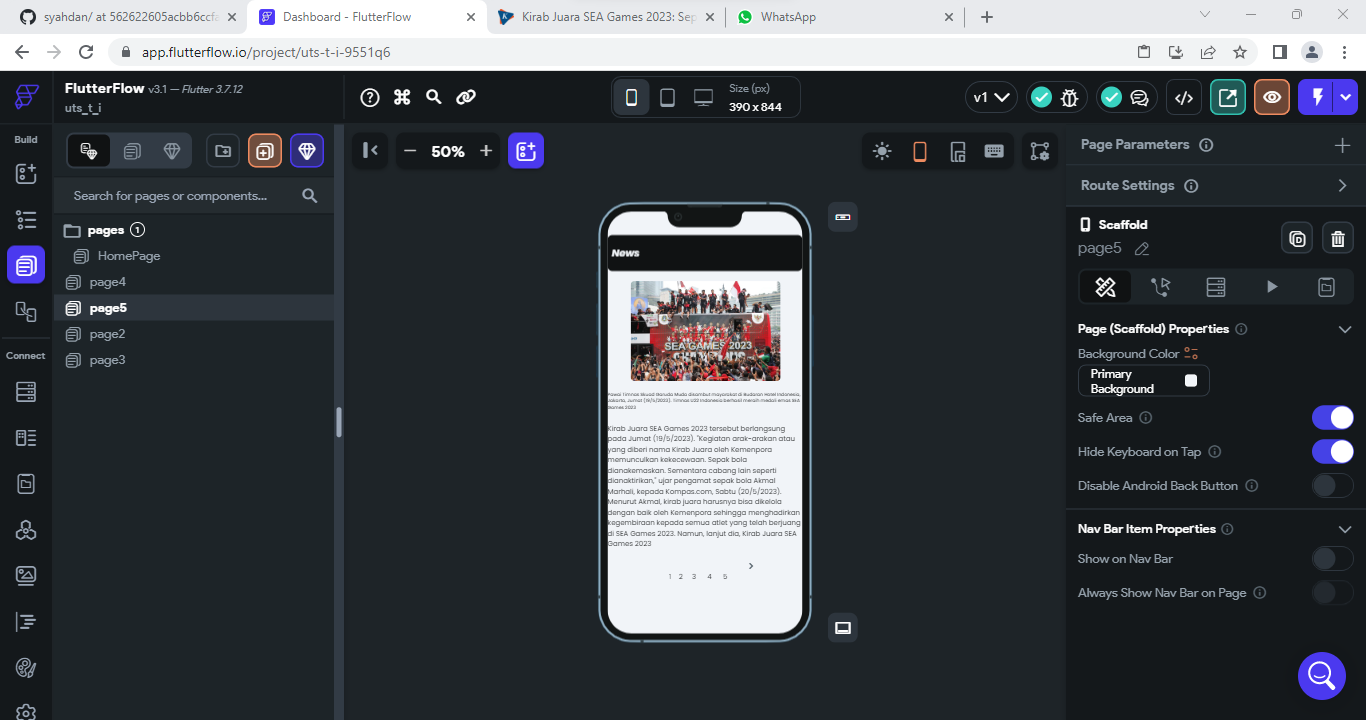 syahdan/ at 562622605acbb6ccfa
Dashboard - FlutterFlow
Kirab Juara SEA Games 2023: Sep
WhatsApp
app.flutterflow.io/project/uts-t-i-9551q6
FlutterFlow v3.1 — Flutter 3.7.12
uts_t_i
Size (px)
390 x 844
v1
Build
50%
Page Parameters
Search for pages or components...
Route Settings
pages 1
HomePage
page4
page5
page2
page3
Connect
News
SEA GAMES 2023
Pawai Timnas Skuad Garuda Muda disambut mayarakat di Budaran Hotel Indonesia,
Jakarta, Jumat (19/5/2023). Timnas U22 Indonesia berhasil meraih medali emas SEA
Games 2023
Kirab Juara SEA Games 2023 tersebut berlangsung
pada Jumat (19/5/2023). "Kegiatan arak-arakan atau
yang diberi nama Kirab Juara oleh Kemenpora
memunculkan kekecewaan. Sepak bola
dianakemaskan. Sementara cabang lain seperti
dianaktirikan," ujar pengamat sepak bola Akmal
Marhali, kepada Kompas.com, Sabtu (20/5/2023).
Menurut Akmal, kirab juara harusnya bisa dikelola
dengan baik oleh Kemenpora sehingga menghadirkan
kegembiraan kepada semua atlet yang telah berjuang
di SEA Games 2023. Namun, lanjut dia, Kirab Juara SEA
Games 2023
1 2 3 4 5
Scaffold
page5
Page (Scaffold) Properties
Background Color
Primary
Background
Safe Area
Hide Keyboard on Tap
Disable Android Back Button
Nav Bar Item Properties
Show on Nav Bar
Always Show Nav Bar on Page